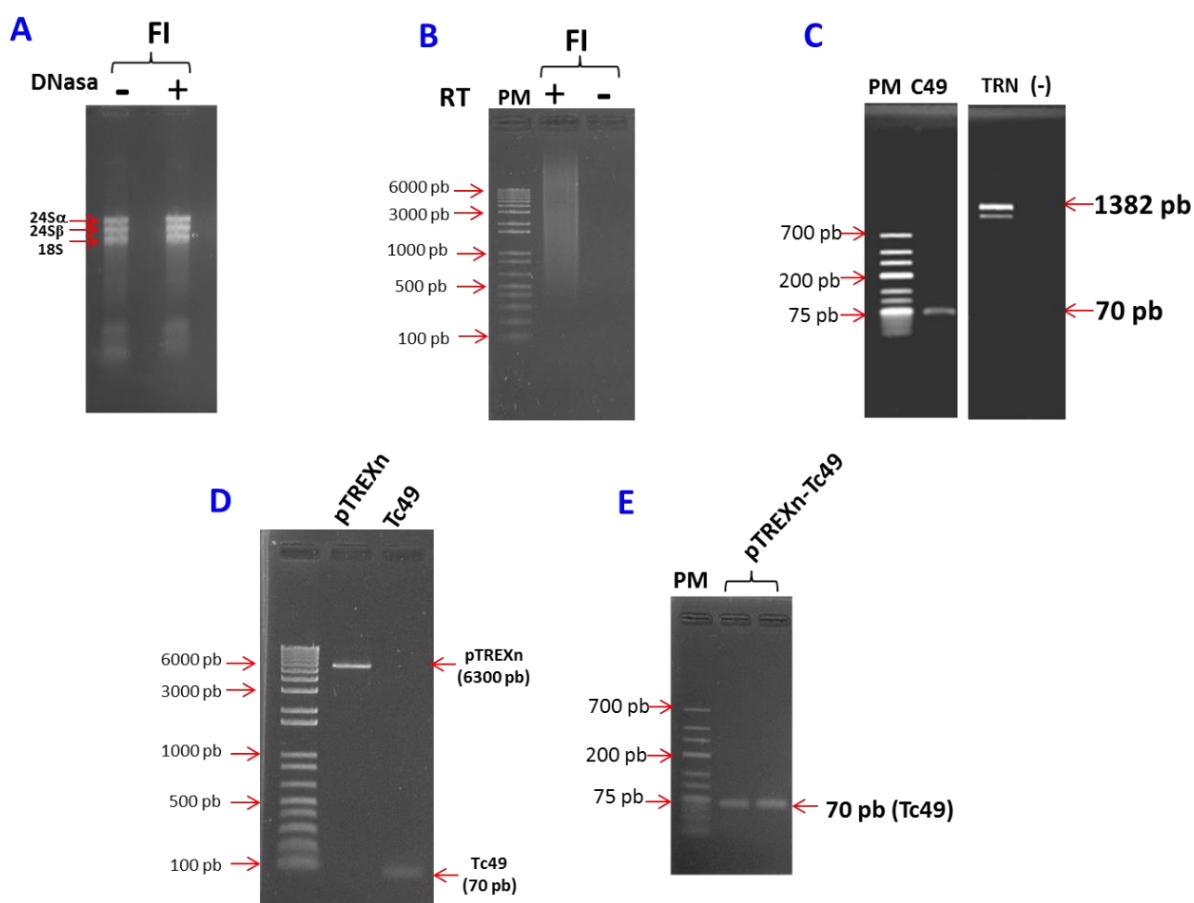 A
FI
DNasa
- +
24Sα
24Sβ
18S
B
FI
RT PM + -
6000 pb
3000 pb
1000 pb
500 pb
100 pb
C
PM C49 TRN (-)
1382 pb
700 pb
200 pb
75 pb
70 pb
D
pTREXn
Tc49
6000 pb
3000 pb
1000 pb
500 pb
100 pb
pTREXn
(6300 pb)
Tc49
(70 pb)
E
pTREXn-Tc49
PM
700 pb
200 pb
75 pb
70 pb (Tc49)